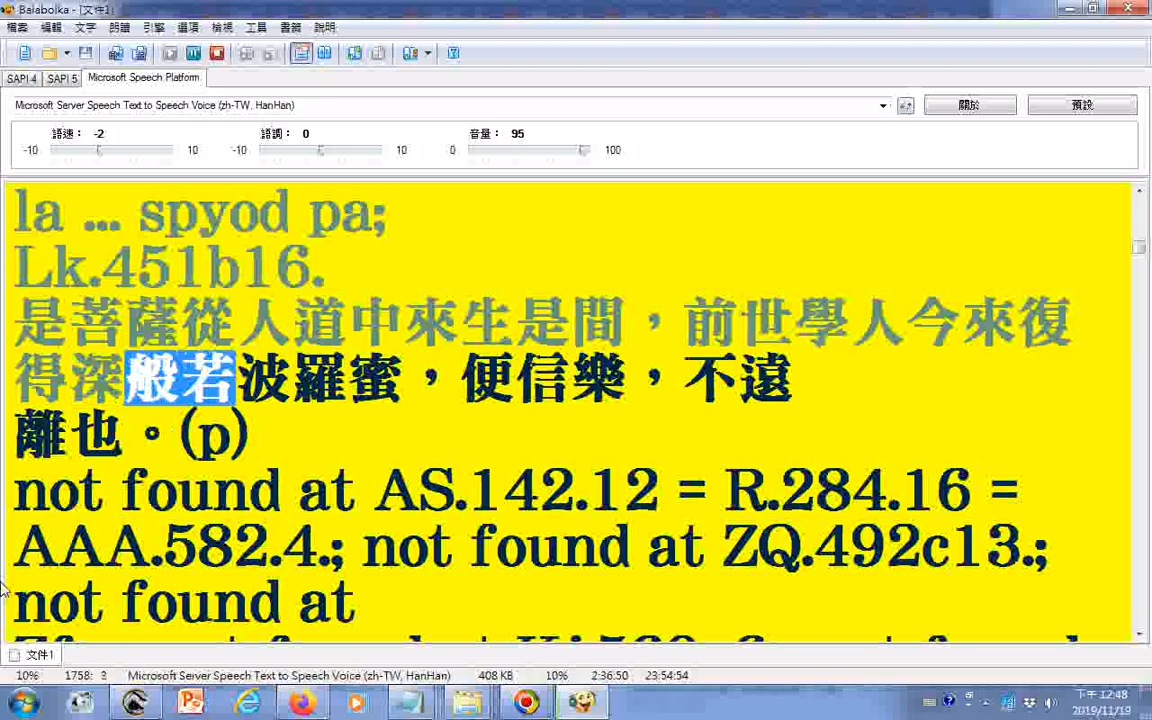 Balabolka - [文件1]
檔案 編輯 文字 朗讀 引擎 選項 檢視 工具 書籤 說明
SAPI 4 SAPI 5 Microsoft Speech Platform
Microsoft Server Speech Text to Speech Voice (zh-TW, HanHan) 關於 預設
語速： -2 語調： 0 音量： 95
-10 10 -10 10 0 100
la ... spyod pa;
Lk.451b16.
是菩薩從人道中來生是間，前世學人今來復
得深般若波羅蜜，便信樂，不遠
離也。(p)
not found at AS.142.12 = R.284.16 =
AAA.582.4.; not found at ZQ.492c13.;
not found at
文件1
10% 1758: 3 Microsoft Server Speech Text to Speech Voice (zh-TW, HanHan) 408 KB 10% 2:36:50 23:54:54
下午 12:48
2019/11/19